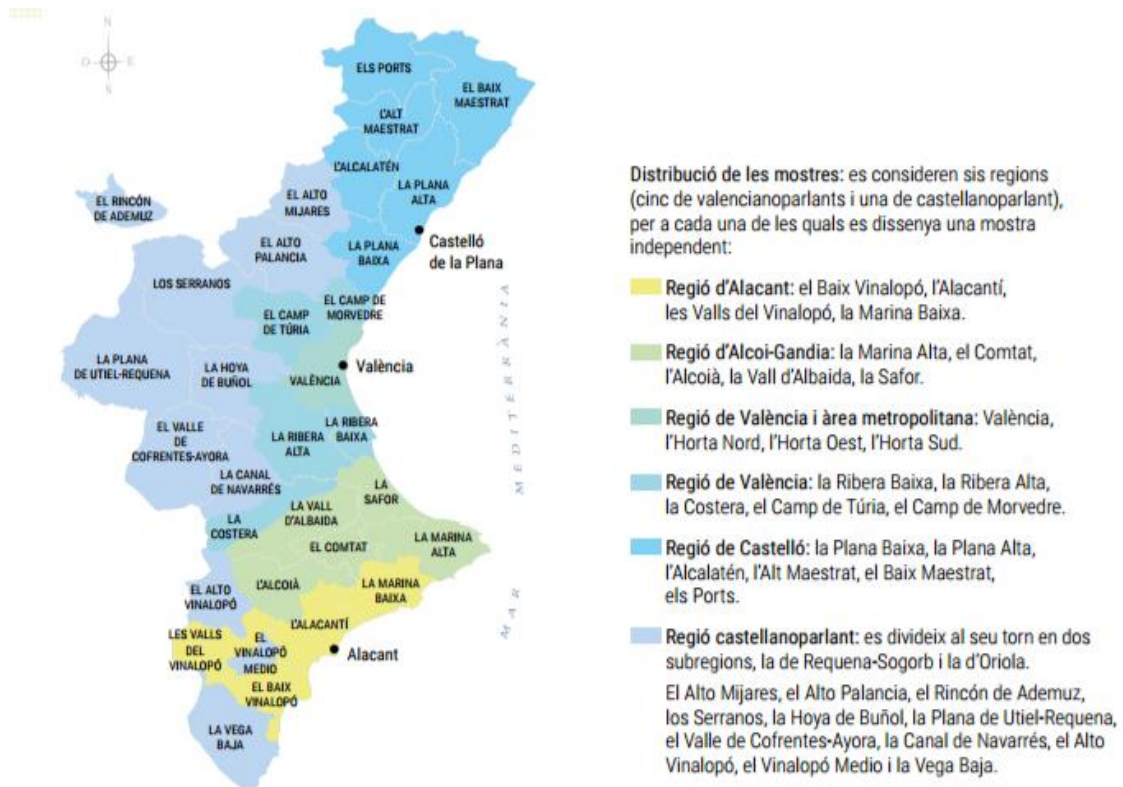 N
O E
N
ELS PORTS
EL BAIX
MAESTRAT
L'ALT
MAESTRAT
L'ALCALATÉN
LA PLANA
ALTA
EL RINCÓN
DE ADEMUZ
EL ALTO
MIJARES
Castelló
de la Plana
EL ALTO
PALANCIA
LA PLANA
BAIXA
LOS SERRANOS
EL CAMP DE
MORVEDRE
EL CAMP
DE TÚRIA
LA PLANA
DE UTIEL-REQUENA
LA HOYA
DE BUÑOL
València
VALÈNCIA
EL VALLE
DE
COFRENTES-AYORA
LA RIBERA
BAIXA
LA RIBERA
ALTA
LA CANAL
DE NAVARRÉS
LA
SAFOR
LA VALL
D'ALBAIDA
LA
COSTERA
EL COMTAT
LA MARINA
ALTA
L'ALCOIÀ
LA MARINA
BAIXA
EL ALTO
VINALOPÓ
L'ALACANTÍ
LES VALLS
DEL
VINALOPÓ
EL
VINALOPÓ
MEDIO
Alacant
EL BAIX
VINALOPÓ
LA VEGA
BAJA
MAR MEDITERRÀNIA
Distribució de les mostres: es consideren sis regions
(cinc de valencianoparlants i una de castellanoparlant),
per a cada una de les quals es dissenya una mostra
independent:
Regió d'Alacant: el Baix Vinalopó, l'Alacantí,
les Valls del Vinalopó, la Marina Baixa.
Regió d'Alcoi-Gandia: la Marina Alta, el Comtat,
l'Alcoià, la Vall d'Albaida, la Safor.
Regió de València i àrea metropolitana: València,
l'Horta Nord, l'Horta Oest, l'Horta Sud.
Regió de València: la Ribera Baixa, la Ribera Alta,
la Costera, el Camp de Túria, el Camp de Morvedre.
Regió de Castelló: la Plana Baixa, la Plana Alta,
l'Alcalatén, l'Alt Maestrat, el Baix Maestrat,
els Ports.
Regió castellanoparlant: es divideix al seu torn en dos
subregions, la de Requena-Sogorb i la d'Oriola.
El Alto Mijares, el Alto Palancia, el Rincón de Ademuz,
los Serranos, la Hoya de Buñol, la Plana de Utiel-Requena,
el Valle de Cofrentes-Ayora, la Canal de Navarrés, el Alto
Vinalopó, el Vinalopó Medio i la Vega Baja.